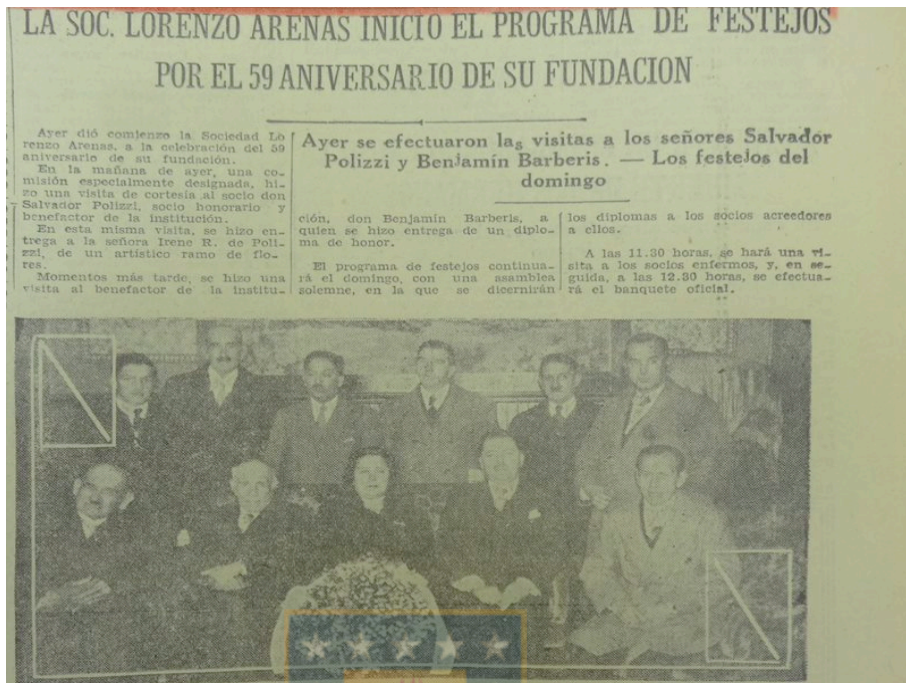 LA SOC. LORENZO ARENAS INICIO EL PROGRAMA DE FESTEJOS
POR EL 59 ANIVERSARIO DE SU FUNDACION
Ayer se efectuaron las visitas a los señores Salvador
Polizzi y Benjamín Barberis. — Los festejos del
domingo
Ayer dió comienzo la Sociedad Lo
renzo Arenas, a la celebración del 59
aniversario de su fundación.
En la mañana de ayer, una co-
misión especialmente designada, hi-
zo una visita de cortesía al socio don
Salvador Polizzi, socio honorario y
benefactor de la institución.
En esta misma visita, se hizo en-
trega a la señora Irene R. de Poli-
zzi, de un artístico ramo de flo-
res.
Momentos más tarde, se hizo una
visita al benefactor de la institu-
ción, don Benjamín Barberis, a
quien se hizo entrega de un diplo-
ma de honor.
El programa de festejos continua-
rá el domingo, con una asamblea
solemne, en la que se dicernirán
los diplomas a los socios acreedores
a ellos.
A las 11.30 horas, se hará una vi-
sita a los socios enfermos, y, en se-
guida, a las 12.30 horas, se efectua-
rá el banquete oficial.